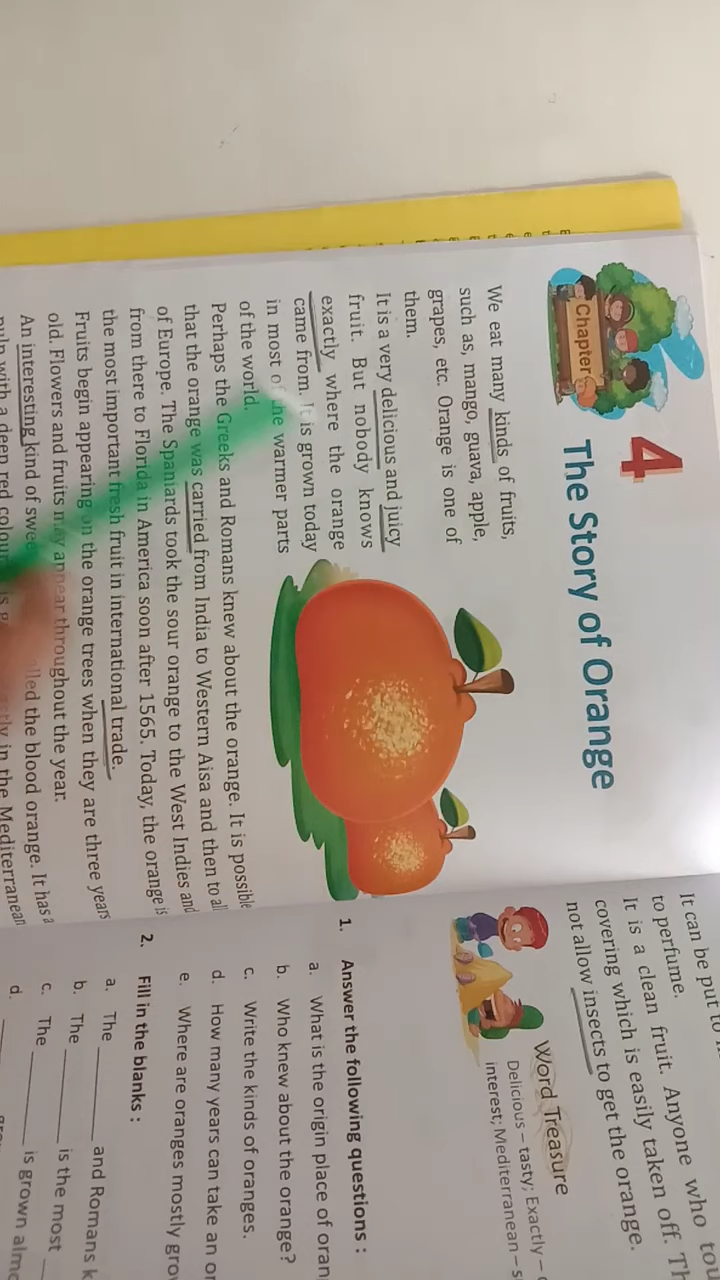 Chapter
4
The Story of Orange
We eat many kinds of fruits,
such as, mango, guava, apple,
grapes, etc. Orange is one of
them.
It is a very delicious and juicy
fruit. But nobody knows
exactly where the orange
came from. It is grown today
in most of the warmer parts
of the world.
Perhaps the Greeks and Romans knew about the orange. It is possible
that the orange was carried from India to Western Aisa and then to all
of Europe. The Spaniards took the sour orange to the West Indies and
from there to Florida in America soon after 1565. Today, the orange is
the most important fresh fruit in international trade.
Fruits begin appearing on the orange trees when they are three years
old. Flowers and fruits may appear throughout the year.
An interesting kind of called the blood orange. It has a
with a deep red in the Mediterranean
It can be put to
to perfume.
It is a clean fruit. Anyone who
covering which is easily taken off.
not allow insects to get the orange.
Word Treasure
Delicious – tasty; Exactly –
interest; Mediterranean –
1. Answer the following questions :
a. What is the origin place of
b. Who knew about the orange?
c. Write the kinds of oranges.
d. How many years can take an
e. Where are oranges mostly
2. Fill in the blanks :
a. The ________ and Romans
b. The ________ is the most
c. The ________ is grown
d.